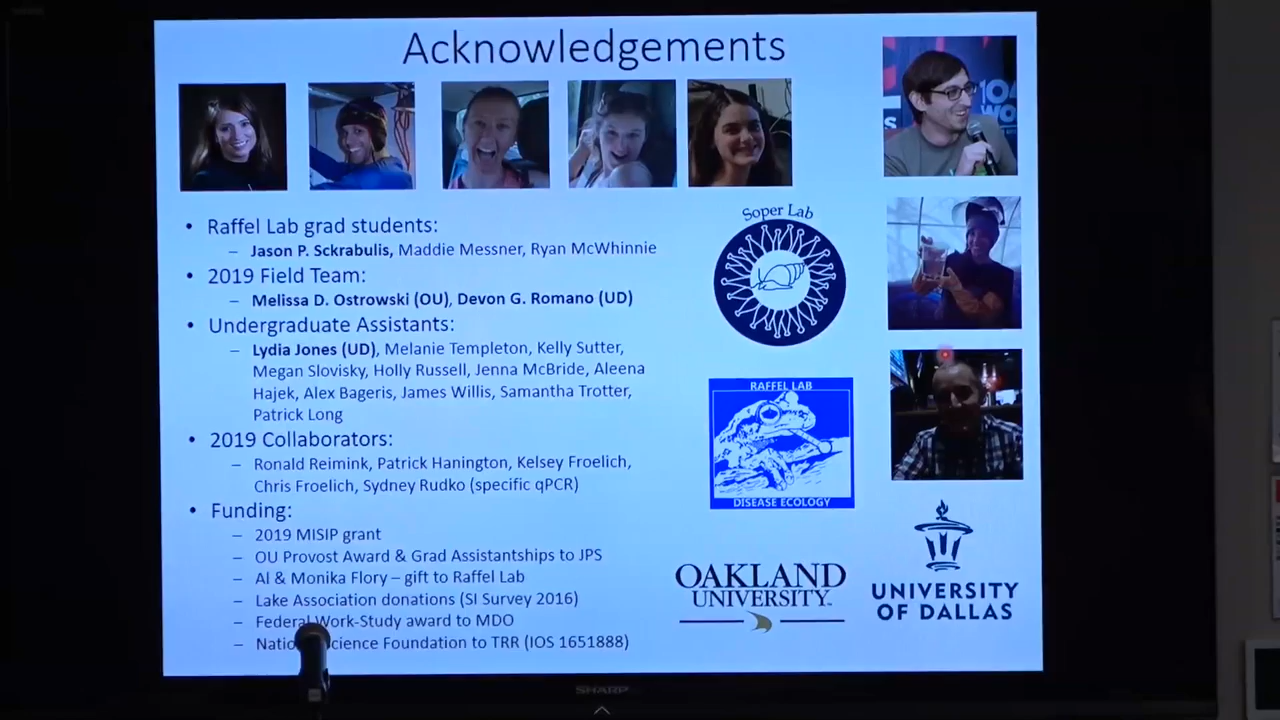 Acknowledgements
• Raffel Lab grad students:
– Jason P. Sckrabulis, Maddie Messner, Ryan McWhinnie
• 2019 Field Team:
– Melissa D. Ostrowski (OU), Devon G. Romano (UD)
• Undergraduate Assistants:
– Lydia Jones (UD), Melanie Templeton, Kelly Sutter,
Megan Slovisky, Holly Russell, Jenna McBride, Aleena
Hajek, Alex Bageris, James Willis, Samantha Trotter,
Patrick Long
• 2019 Collaborators:
– Ronald Reimink, Patrick Hanington, Kelsey Froelich,
Chris Froelich, Sydney Rudko (specific qPCR)
• Funding:
– 2019 MISIP grant
– OU Provost Award & Grad Assistantships to JPS
– Al & Monika Flory – gift to Raffel Lab
– Lake Association donations (SI Survey 2016)
– Federal Work-Study award to MDO
– Foundation to TRR (IOS 1651888)
Soper Lab
RAFFEL LAB
DISEASE ECOLOGY
OAKLAND
UNIVERSITY™
UNIVERSITY
OF DALLAS
SHARP